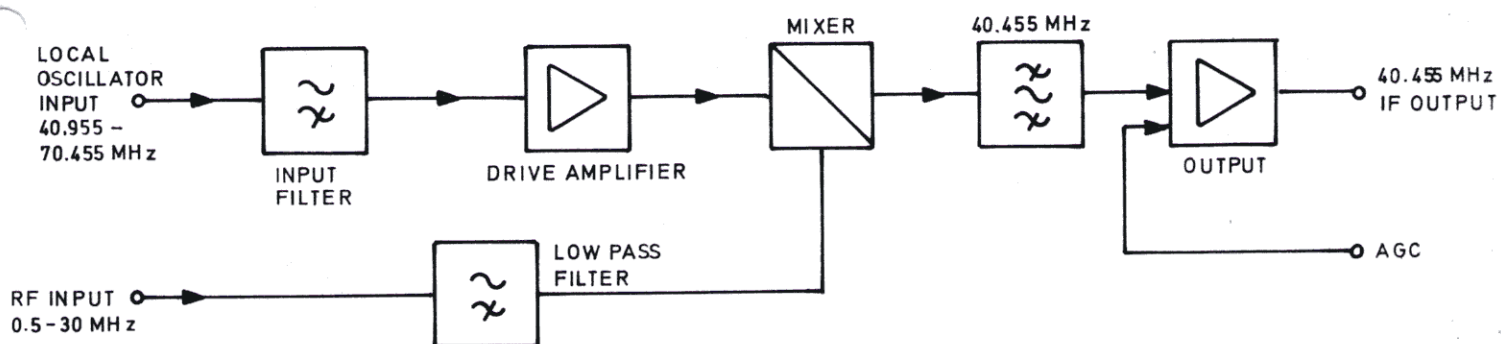 LOCAL
OSCILLATOR
INPUT
40.955 –
70.455 MHz
INPUT
FILTER
DRIVE AMPLIFIER
MIXER
40.455 MHz
OUTPUT
40.455 MHz
IF OUTPUT
AGC
LOW PASS
FILTER
RF INPUT
0.5-30 MHz